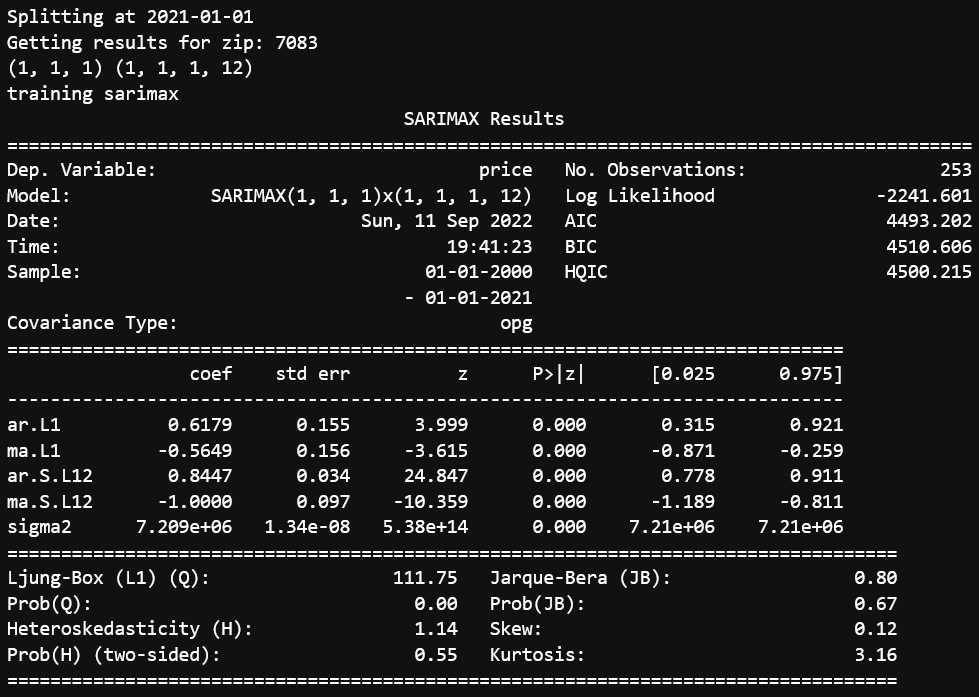 Splitting at 2021-01-01
Getting results for zip: 7083
(1, 1, 1) (1, 1, 1, 12)
training sarimax
SARIMAX Results
==========================================================================================
Dep. Variable: price No. Observations: 253
Model: SARIMAX(1, 1, 1)x(1, 1, 1, 12) Log Likelihood -2241.601
Date: Sun, 11 Sep 2022 AIC 4493.202
Time: 19:41:23 BIC 4510.606
Sample: 01-01-2000 HQIC 4500.215
- 01-01-2021
Covariance Type: opg
==============================================================================
coef std err z P>|z| [0.025 0.975]
------------------------------------------------------------------------------
ar.L1 0.6179 0.155 3.999 0.000 0.315 0.921
ma.L1 -0.5649 0.156 -3.615 0.000 -0.871 -0.259
ar.S.L12 0.8447 0.034 24.847 0.000 0.778 0.911
ma.S.L12 -1.0000 0.097 -10.359 0.000 -1.189 -0.811
sigma2 7.209e+06 1.34e-08 5.38e+14 0.000 7.21e+06 7.21e+06
===================================================================================
Ljung-Box (L1) (Q): 111.75 Jarque-Bera (JB): 0.80
Prob(Q): 0.00 Prob(JB): 0.67
Heteroskedasticity (H): 1.14 Skew: 0.12
Prob(H) (two-sided): 0.55 Kurtosis: 3.16
===================================================================================